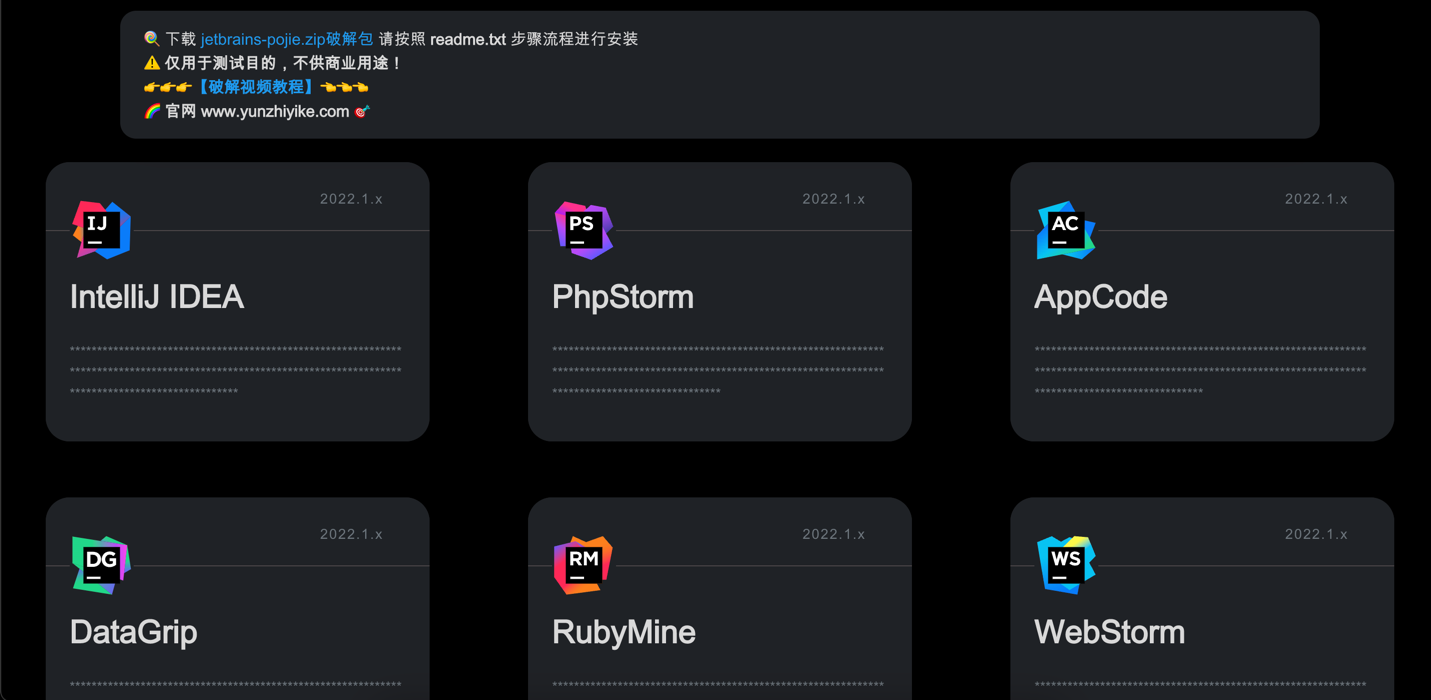 下载 jetbrains-pojie.zip破解包 请按照 readme.txt 步骤流程进行安装
仅用于测试目的，不供商业用途！
【破解视频教程】
官网 www.yunzhiyike.com
2022.1.x
2022.1.x
2022.1.x
IJ
PS
AC
IntelliJ IDEA
PhpStorm
AppCode
2022.1.x
2022.1.x
2022.1.x
DG
RM
WS
DataGrip
RubyMine
WebStorm